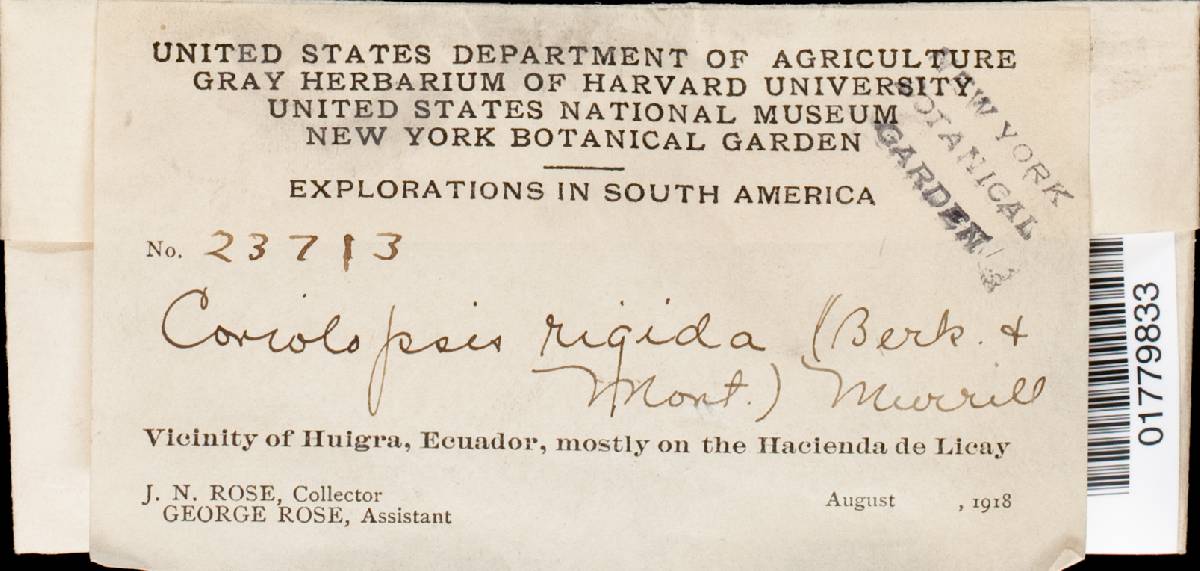 UNITED STATES DEPARTMENT OF AGRICULTURE
GRAY HERBARIUM OF HARVARD UNIVERSITY
UNITED STATES NATIONAL MUSEUM
NEW YORK BOTANICAL GARDEN
EXPLORATIONS IN SOUTH AMERICA
NEW YORK
BOTANICAL
GARDEN
No. 23713
Coriolopsis rigida (Berk. &
Mont.) Murrill
Vicinity of Huigra, Ecuador, mostly on the Hacienda de Licay
J. N. ROSE, Collector
GEORGE ROSE, Assistant
August , 1918
01779833